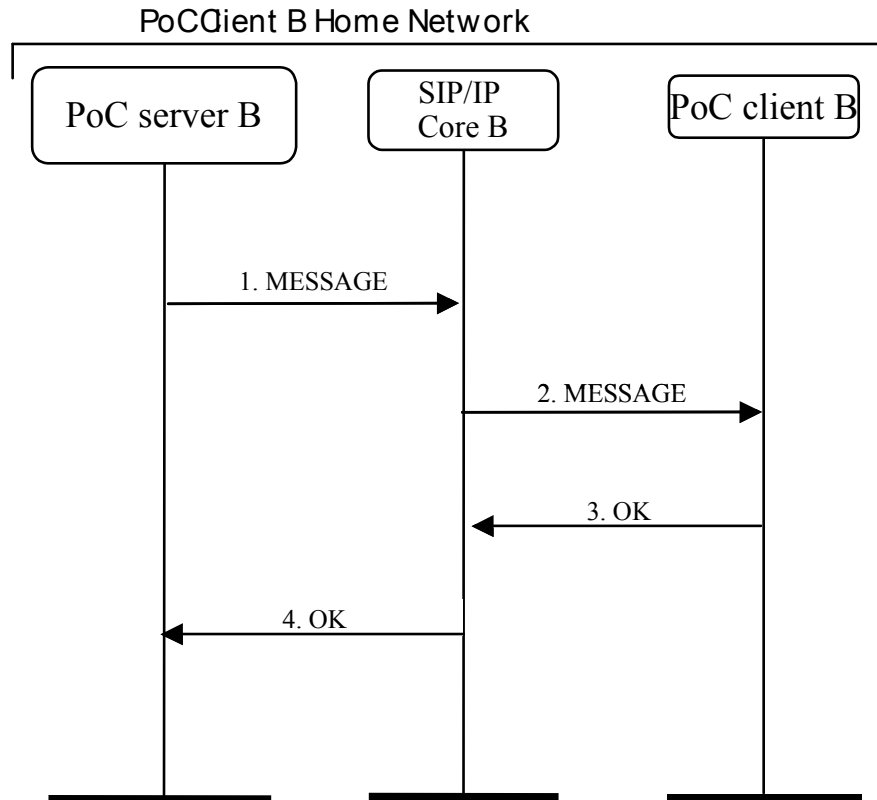 PoCClient B Home Network
PoC server B
SIP/IP
Core B
PoC client B
1. MESSAGE
2. MESSAGE
3. OK
4. OK